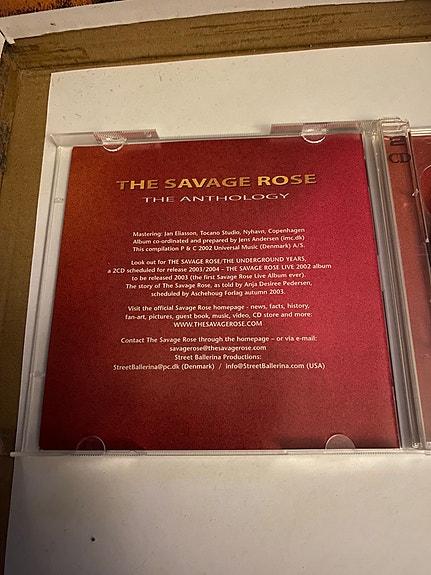 THE SAVAGE ROSE
THE ANTHOLOGY
Mastering: Jan Eliasson, Tocano Studio, Nyhavn, Copenhagen
Album co-ordinated and prepared by Jens Andersen (imc.dk)
This compilation P & C 2002 Universal Music (Denmark) A/S.
Look out for THE SAVAGE ROSE/THE UNDERGROUND YEARS,
a 2CD scheduled for release 2003/2004 – THE SAVAGE ROSE LIVE 2002 album
to be released 2003 (the first Savage Rose Live Album ever).
The story of The Savage Rose, as told by Anja Desiree Pedersen,
scheduled by Aschehoug Forlag autumn 2003.
Visit the official Savage Rose homepage - news, facts, history,
fan-art, pictures, guest book, music, video, CD store and more:
WWW.THESAVAGEROSE.COM
Contact The Savage Rose through the homepage – or via e-mail:
savagerose@thesavagerose.com
Street Ballerina Productions:
StreetBallerina@pc.dk (Denmark) / info@StreetBallerina.com (USA)
2
CD